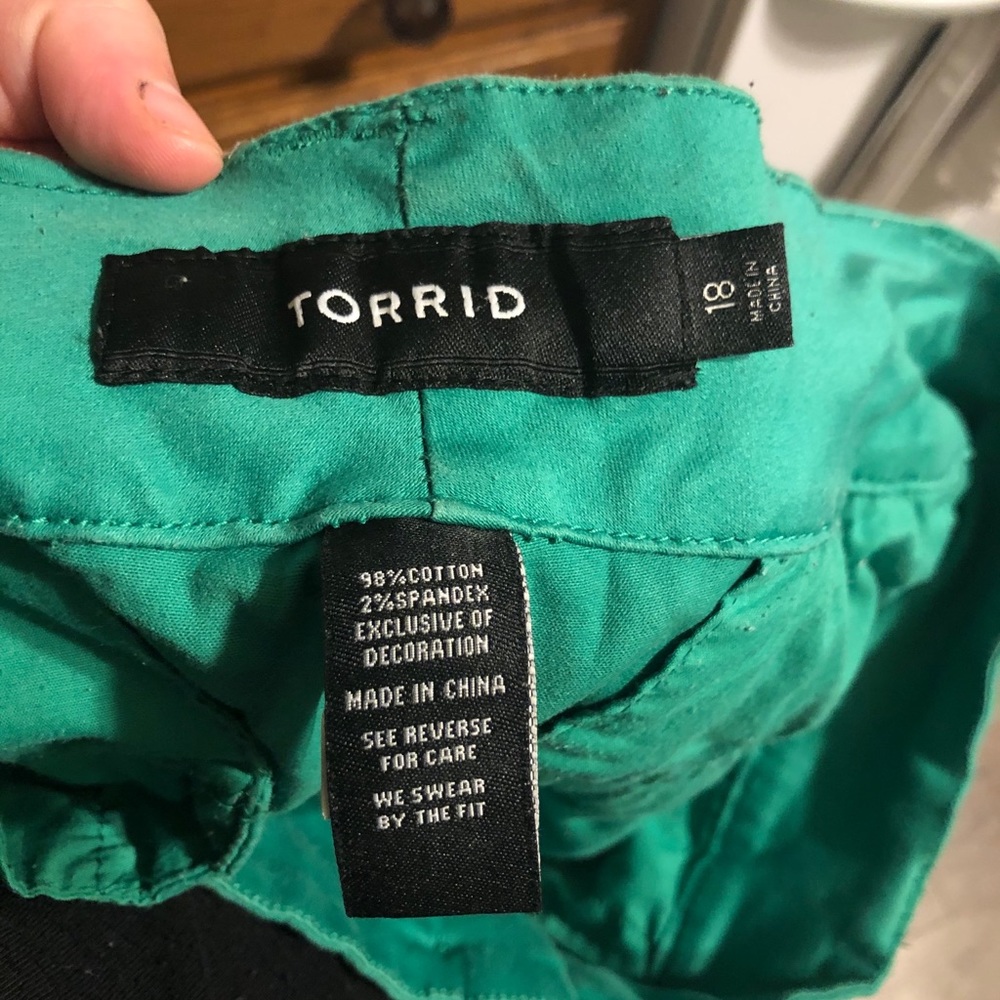 TORRID
18
MADE IN
CHINA
98%COTTON
2%SPANDEX
EXCLUSIVE OF
DECORATION
MADE IN CHINA
SEE REVERSE
FOR CARE
WE SWEAR
BY THE FIT